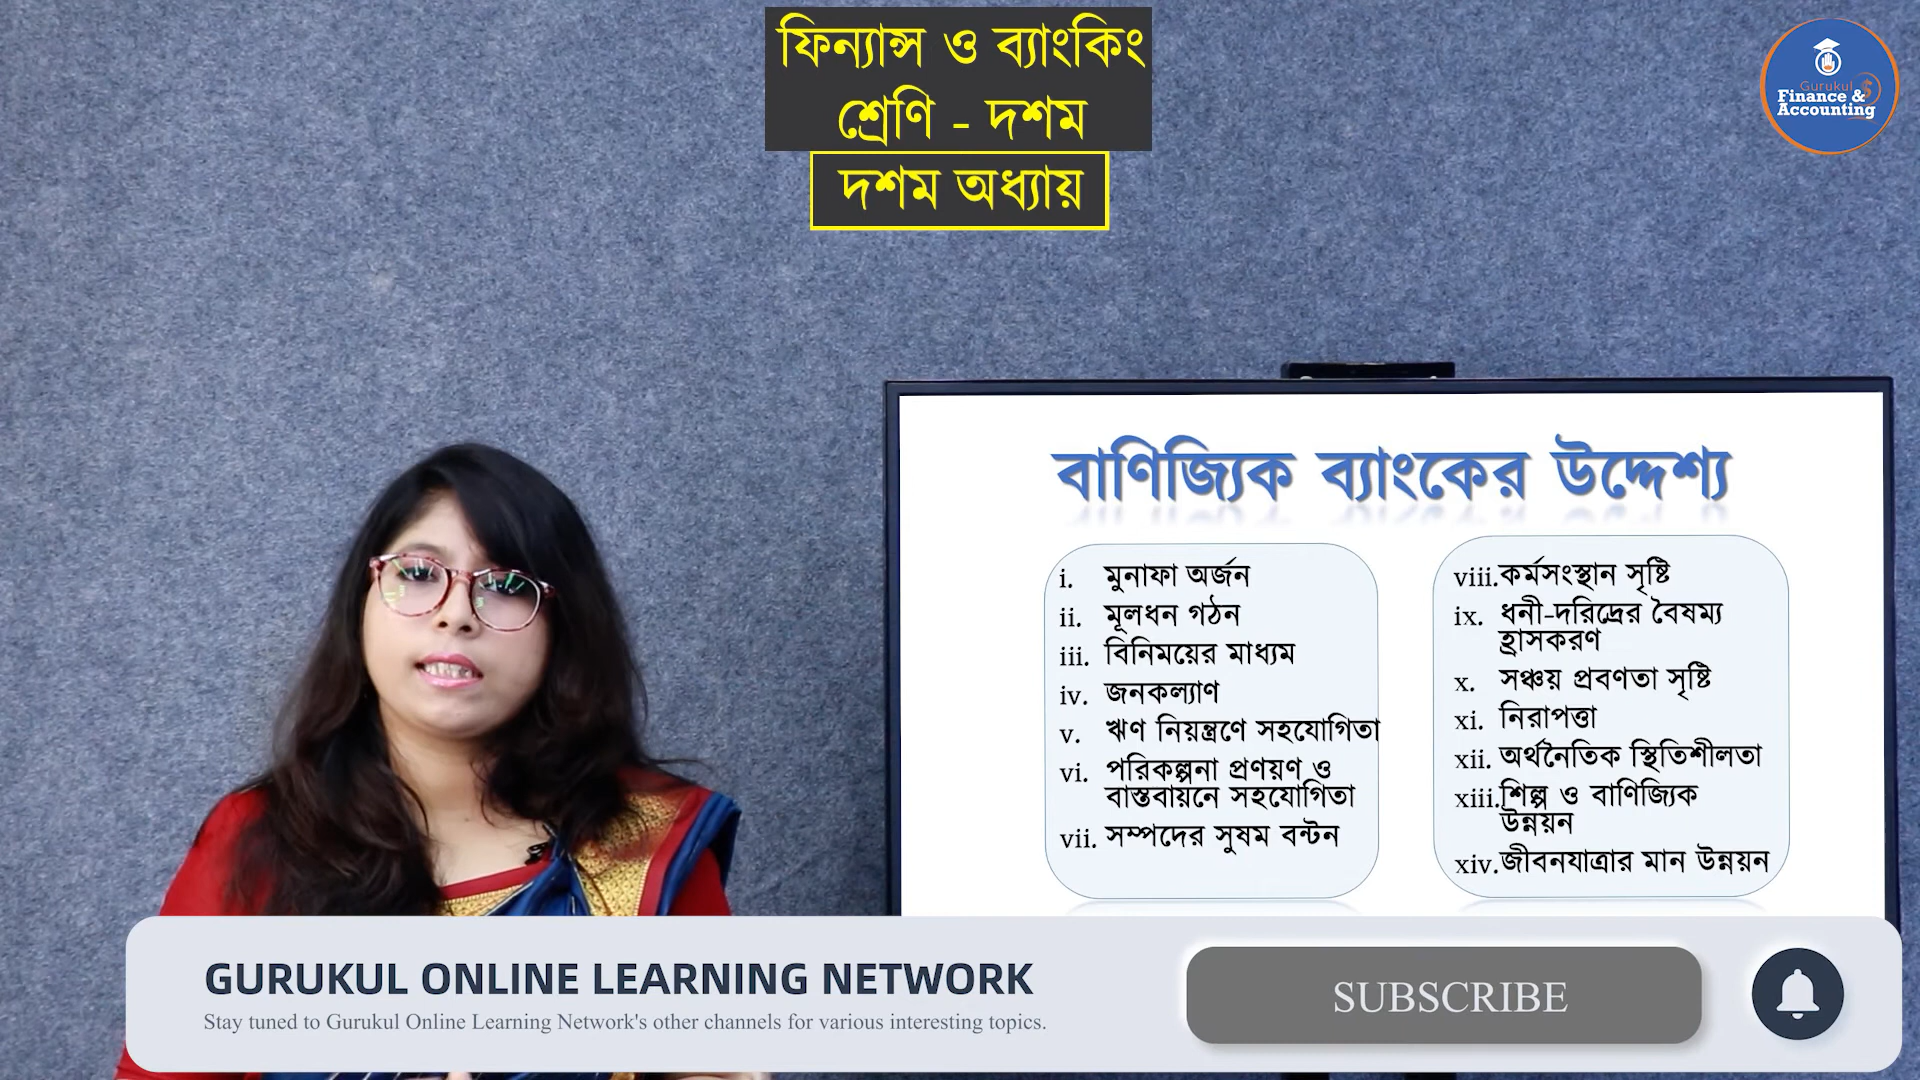 ফিন্যান্স ও ব্যাংকিং
শ্রেণি - দশম
দশম অধ্যায়
Gurukul
Finance &
Accounting
বাণিজ্যিক ব্যাংকের উদ্দেশ্য
i. মুনাফা অর্জন
ii. মূলধন গঠন
iii. বিনিময়ের মাধ্যম
iv. জনকল্যাণ
v. ঋণ নিয়ন্ত্রণে সহযোগিতা
vi. পরিকল্পনা প্রণয়ণ ও
বাস্তবায়নে সহযোগিতা
vii. সম্পদের সুষম বন্টন
viii. কর্মসংস্থান সৃষ্টি
ix. ধনী-দরিদ্রের বৈষম্য
হ্রাসকরণ
x. সঞ্চয় প্রবণতা সৃষ্টি
xi. নিরাপত্তা
xii. অর্থনৈতিক স্থিতিশীলতা
xiii. শিল্প ও বাণিজ্যিক
উন্নয়ন
xiv. জীবনযাত্রার মান উন্নয়ন
GURUKUL ONLINE LEARNING NETWORK
Stay tuned to Gurukul Online Learning Network's other channels for various interesting topics.
SUBSCRIBE